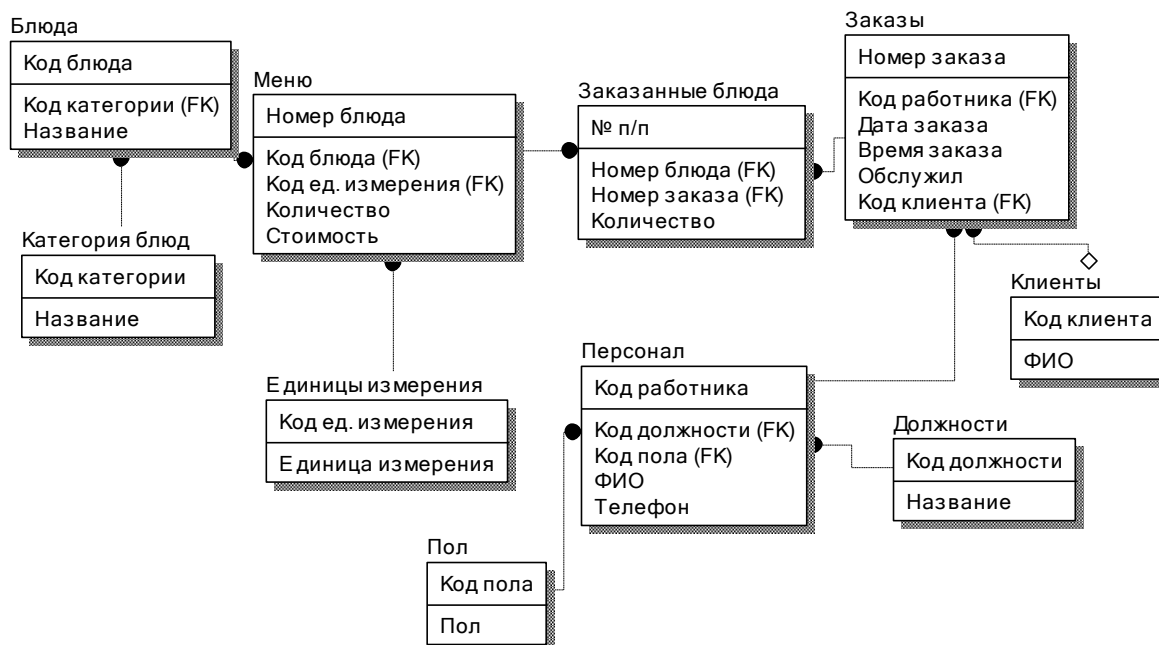 Блюда
Код блюда
Код категории (FK)
Название
Меню
Номер блюда
Код блюда (FK)
Код ед. измерения (FK)
Количество
Стоимость
Заказанные блюда
№ п/п
Номер блюда (FK)
Номер заказа (FK)
Количество
Заказы
Номер заказа
Код работника (FK)
Дата заказа
Время заказа
Обслужил
Код клиента (FK)
Категория блюд
Код категории
Название
Клиенты
Код клиента
ФИО
Единицы измерения
Код ед. измерения
Единица измерения
Персонал
Код работника
Код должности (FK)
Код пола (FK)
ФИО
Телефон
Должности
Код должности
Название
Пол
Код пола
Пол